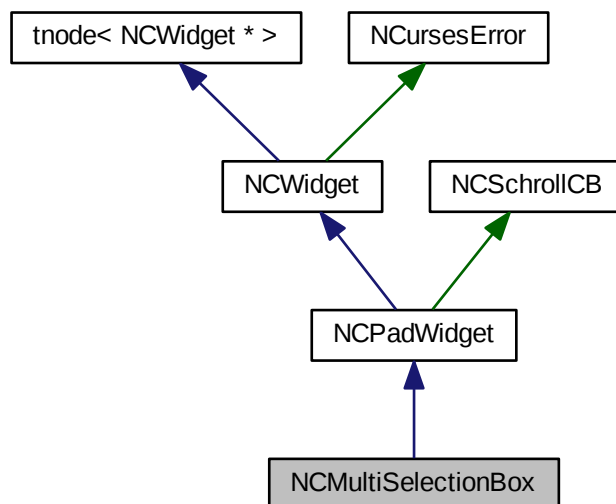 tnode< NCWidget * >
NCursesError
NCWidget
NCSchrollCB
NCPadWidget
NCMultiSelectionBox